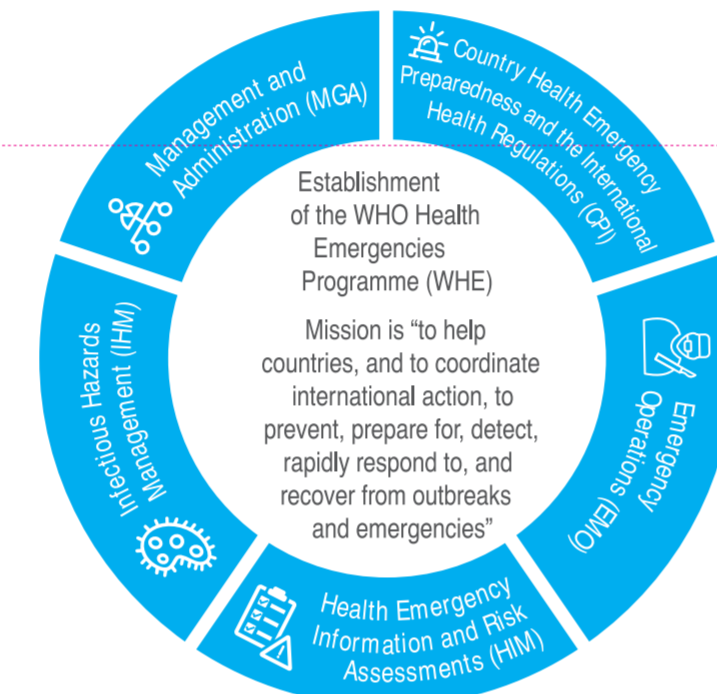 Management and
Administration (MGA)
Country Health Emergency
Preparedness and the International
Health Regulations (CPI)
Establishment
of the WHO Health
Emergencies
Programme (WHE)
Mission is “to help
countries, and to coordinate
international action, to
prevent, prepare for, detect,
rapidly respond to, and
recover from outbreaks
and emergencies”
Emergency
Operations (EMO)
Health Emergency
Information and Risk
Assessments (HIM)
Infectious Hazards
Management (IHM)